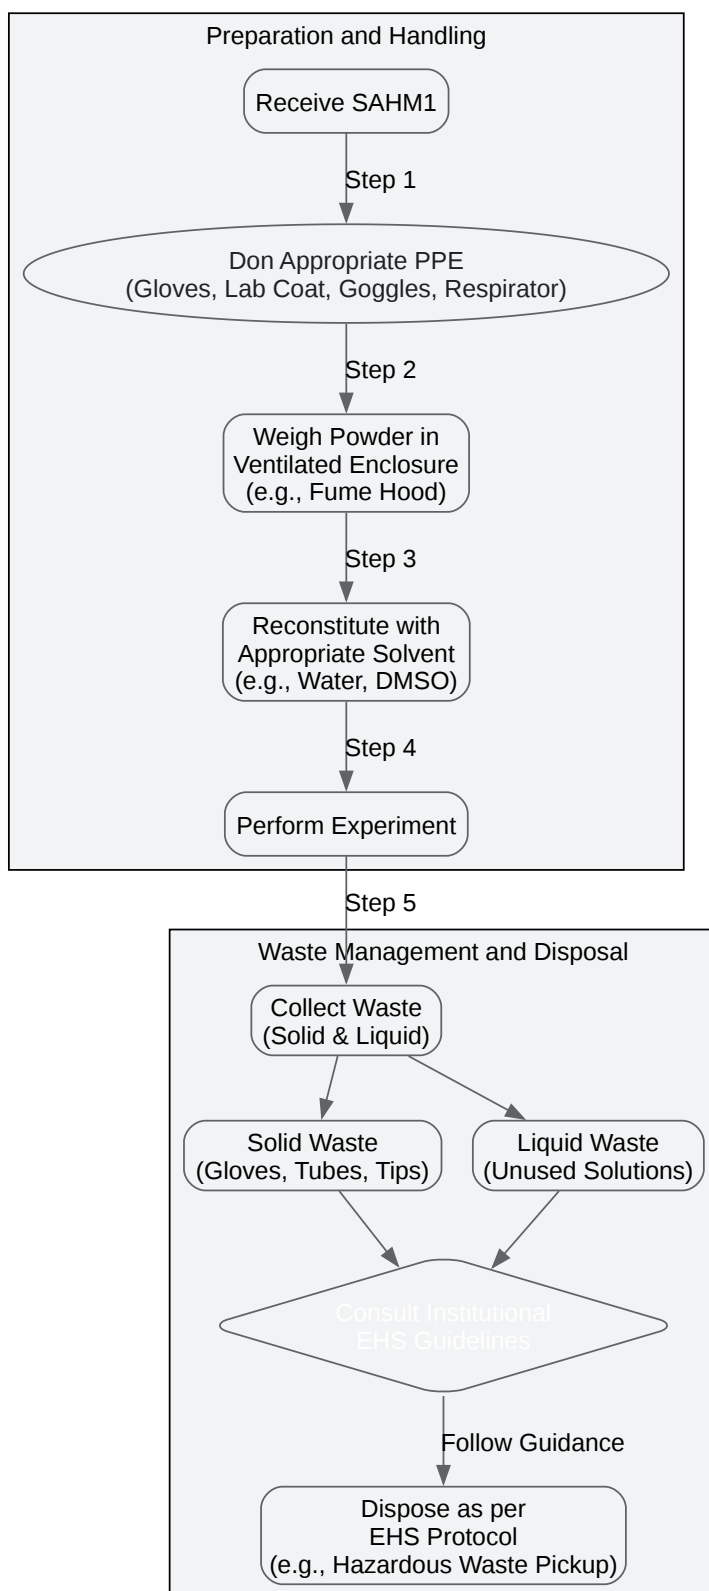 Preparation and Handling
Receive SAHM1
Step 1
Don Appropriate PPE
(Gloves, Lab Coat, Goggles, Respirator)
Step 2
Weigh Powder in
Ventilated Enclosure
(e.g., Fume Hood)
Step 3
Reconstitute with
Appropriate Solvent
(e.g., Water, DMSO)
Step 4
Perform Experiment
Step 5
Waste Management and Disposal
Collect Waste
(Solid & Liquid)
Solid Waste
(Gloves, Tubes, Tips)
Liquid Waste
(Unused Solutions)
Consult Institutional
EHS Guidelines
Follow Guidance
Dispose as per
EHS Protocol
(e.g., Hazardous Waste Pickup)